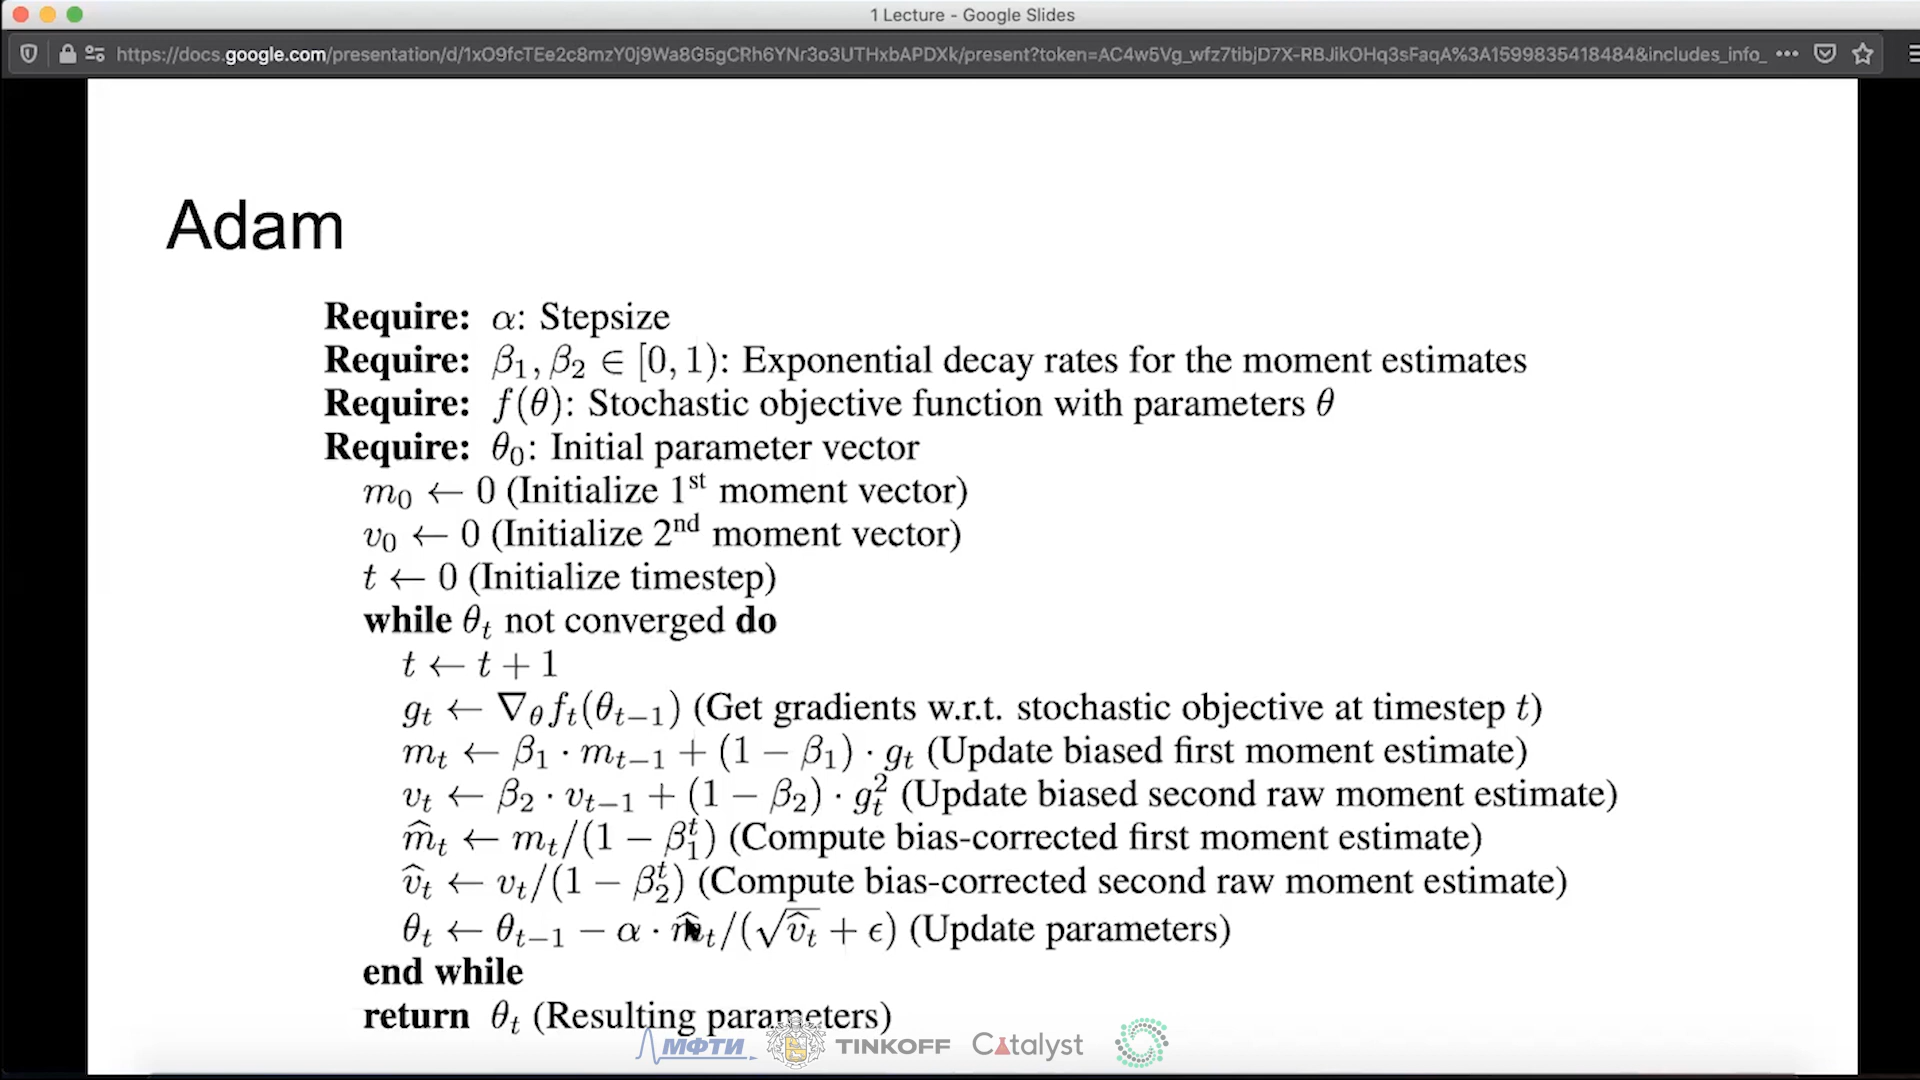 1 Lecture - Google Slides
https://docs.google.com/presentation/d/1xO9fcTEe2c8mzY0j9Wa8G5gCRh6YNr3o3UTHxbAPDXk/present?token=AC4w5Vg_wfz7tibjD7X-RBJikOHq3sFaqA%3A1599835418484&includes_info_
Adam
Require: α: Stepsize
Require: β₁, β₂ ∈ [0, 1): Exponential decay rates for the moment estimates
Require: f(θ): Stochastic objective function with parameters θ
Require: θ₀: Initial parameter vector
m₀ ← 0 (Initialize 1ˢᵗ moment vector)
v₀ ← 0 (Initialize 2ⁿᵈ moment vector)
t ← 0 (Initialize timestep)
while θₜ not converged do
t ← t + 1
gₜ ← ∇_θ fₜ(θₜ₋₁) (Get gradients w.r.t. stochastic objective at timestep t)
mₜ ← β₁ · mₜ₋₁ + (1 − β₁) · gₜ (Update biased first moment estimate)
vₜ ← β₂ · vₜ₋₁ + (1 − β₂) · gₜ² (Update biased second raw moment estimate)
m̂ₜ ← mₜ/(1 − β₁ᵗ) (Compute bias-corrected first moment estimate)
v̂ₜ ← vₜ/(1 − β₂ᵗ) (Compute bias-corrected second raw moment estimate)
θₜ ← θₜ₋₁ − α · m̂ₜ/(√v̂ₜ + ϵ) (Update parameters)
end while
return θₜ (Resulting parameters)
МФТИ TINKOFF Catalyst